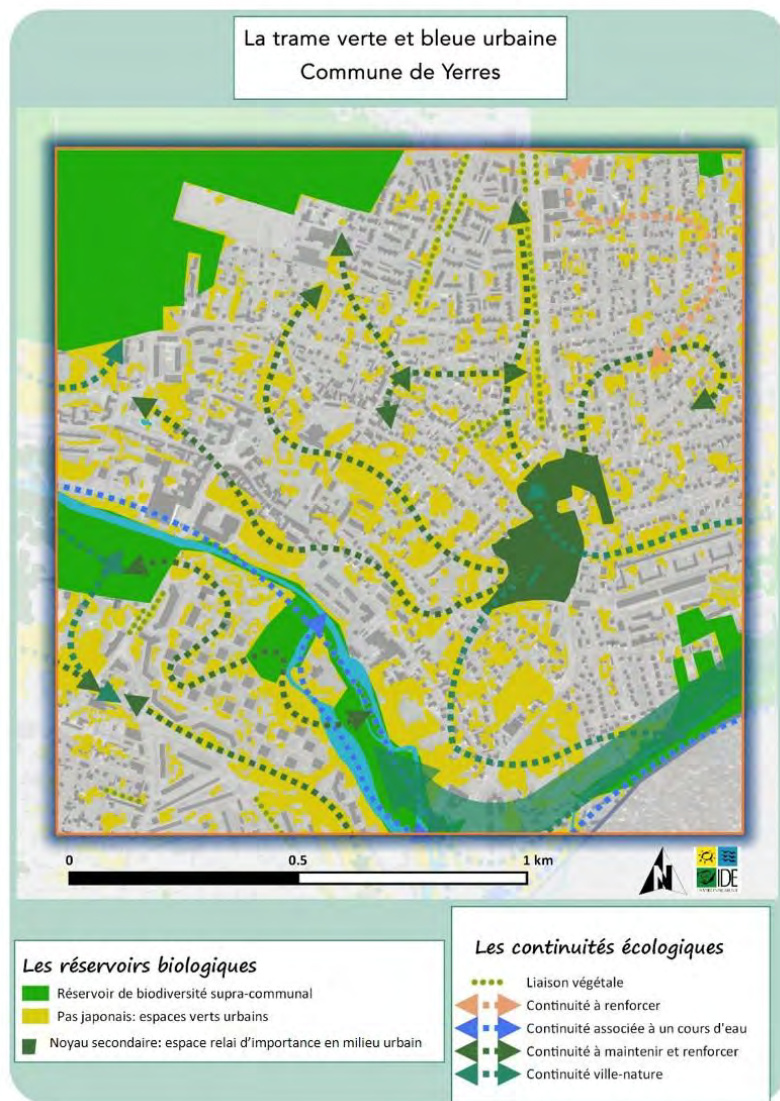 La trame verte et bleue urbaine
Commune de Yerres
0
0.5
1 km
N
IDE
Les réservoirs biologiques
Réservoir de biodiversité supra-communal
Pas japonais: espaces verts urbains
Noyau secondaire: espace relai d'importance en milieu urbain
Les continuités écologiques
Liaison végétale
Continuité à renforcer
Continuité associée à un cours d'eau
Continuité à maintenir et renforcer
Continuité ville-nature